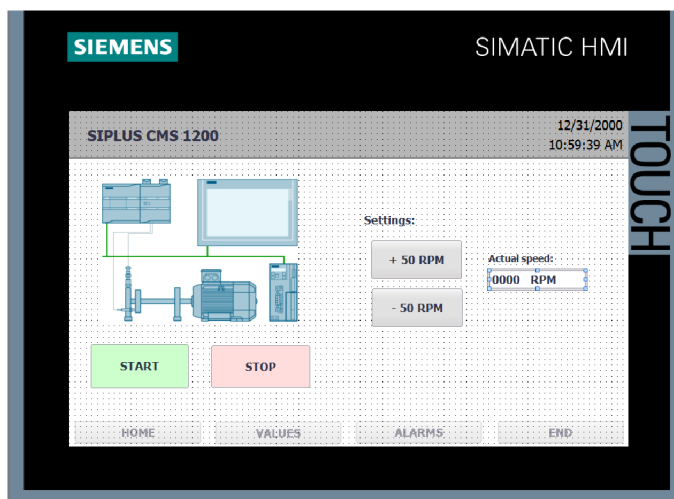 SIEMENS
SIMATIC HMI
TOUCH
SIPLUS CMS 1200
12/31/2000
10:59:39 AM
Settings:
+ 50 RPM
Actual speed:
0000 RPM
- 50 RPM
START
STOP
HOME
VALUES
ALARMS
END